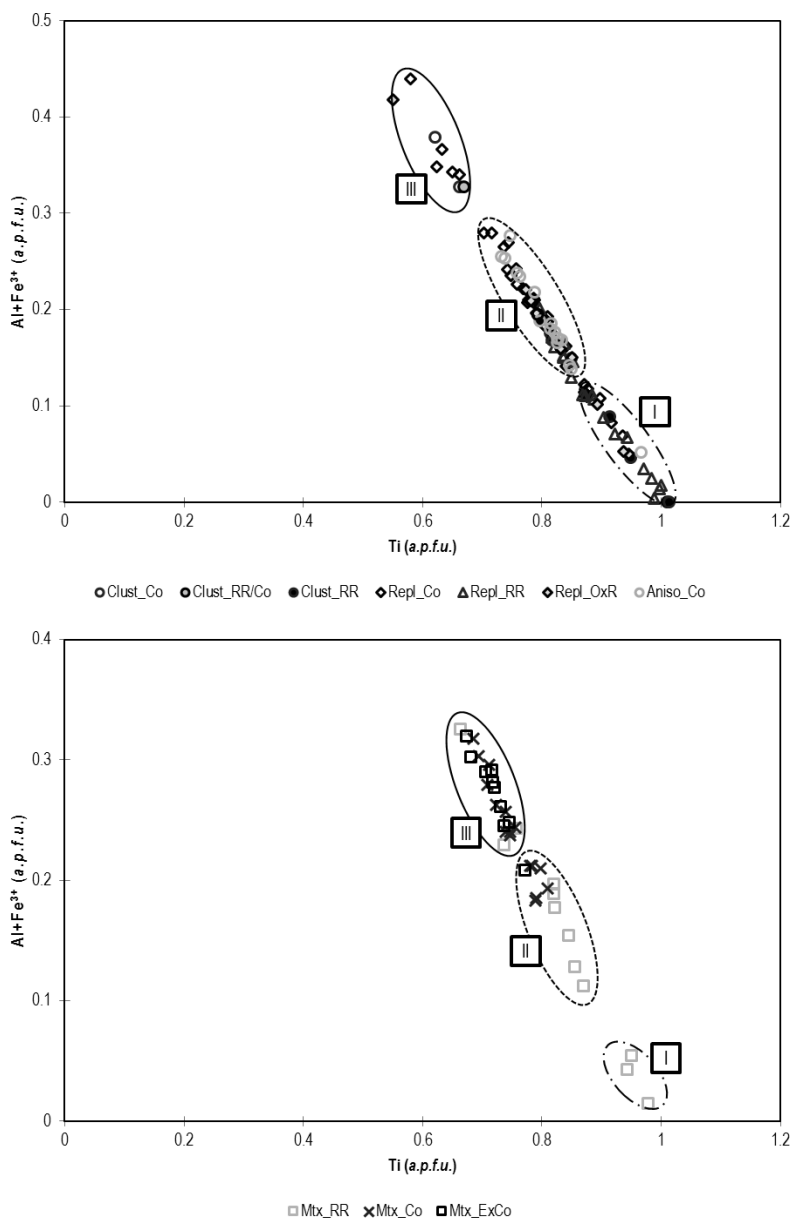 0.5
0.4
III
0.3
Al+Fe³⁺ (a.p.f.u.)
II
0.2
I
0.1
0
0 0.2 0.4 0.6 0.8 1 1.2
Ti (a.p.f.u.)
Clust_Co Clust_RR/Co Clust_RR Repl_Co Repl_RR Repl_OxR Aniso_Co
0.4
0.3
III
Al+Fe³⁺ (a.p.f.u.)
0.2
II
0.1
I
0
0 0.2 0.4 0.6 0.8 1 1.2
Ti (a.p.f.u.)
Mtx_RR Mtx_Co Mtx_ExCo